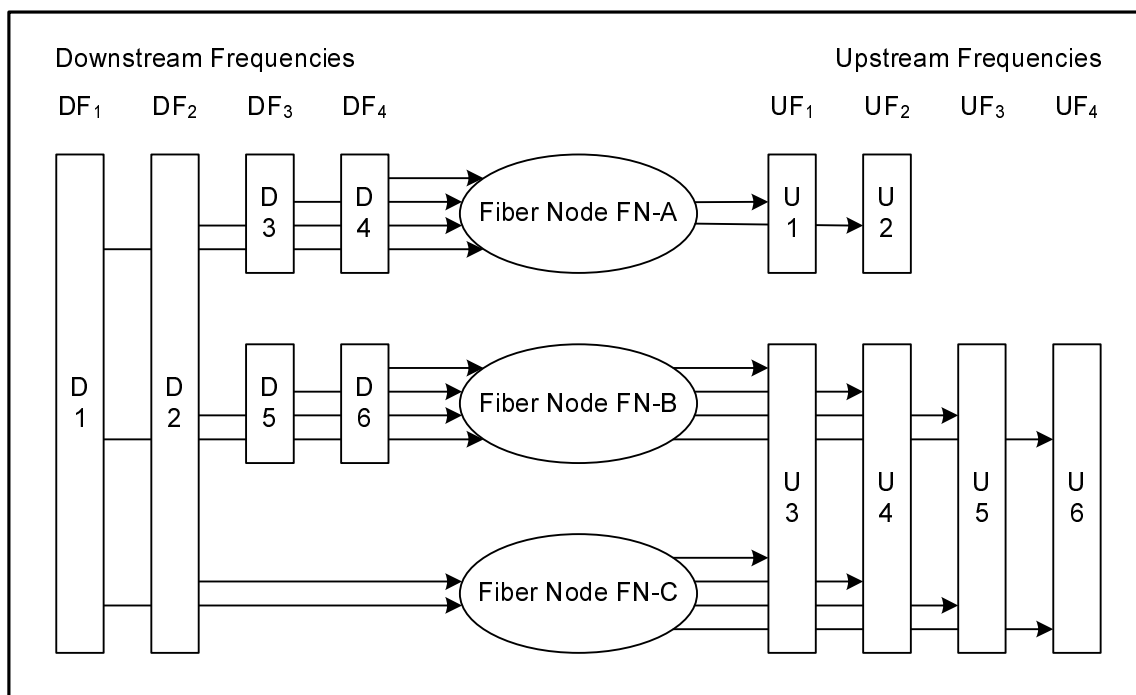 Downstream Frequencies
Upstream Frequencies
DF₁ DF₂ DF₃ DF₄
UF₁ UF₂ UF₃ UF₄
D
3
D
4
Fiber Node FN-A
U
1
U
2
D
1
D
2
D
5
D
6
Fiber Node FN-B
U
3
U
4
U
5
U
6
Fiber Node FN-C